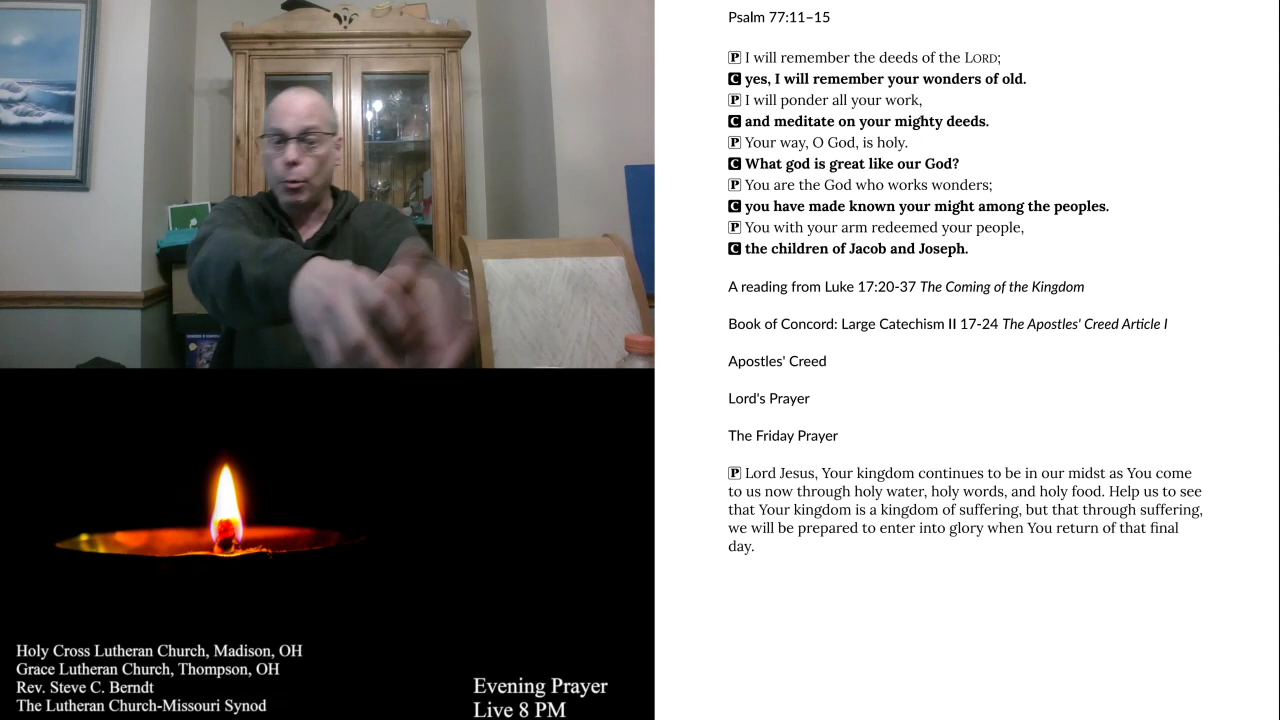 Psalm 77:11–15
🄿 I will remember the deeds of the LORD;
🅲 yes, I will remember your wonders of old.
🄿 I will ponder all your work,
🅲 and meditate on your mighty deeds.
🄿 Your way, O God, is holy.
🅲 What god is great like our God?
🄿 You are the God who works wonders;
🅲 you have made known your might among the peoples.
🄿 You with your arm redeemed your people,
🅲 the children of Jacob and Joseph.
A reading from Luke 17:20-37 The Coming of the Kingdom
Book of Concord: Large Catechism II 17-24 The Apostles' Creed Article I
Apostles' Creed
Lord's Prayer
The Friday Prayer
🄿 Lord Jesus, Your kingdom continues to be in our midst as You come
to us now through holy water, holy words, and holy food. Help us to see
that Your kingdom is a kingdom of suffering, but that through suffering,
we will be prepared to enter into glory when You return of that final
day.
Holy Cross Lutheran Church, Madison, OH
Grace Lutheran Church, Thompson, OH
Rev. Steve C. Berndt
The Lutheran Church-Missouri Synod
Evening Prayer
Live 8 PM